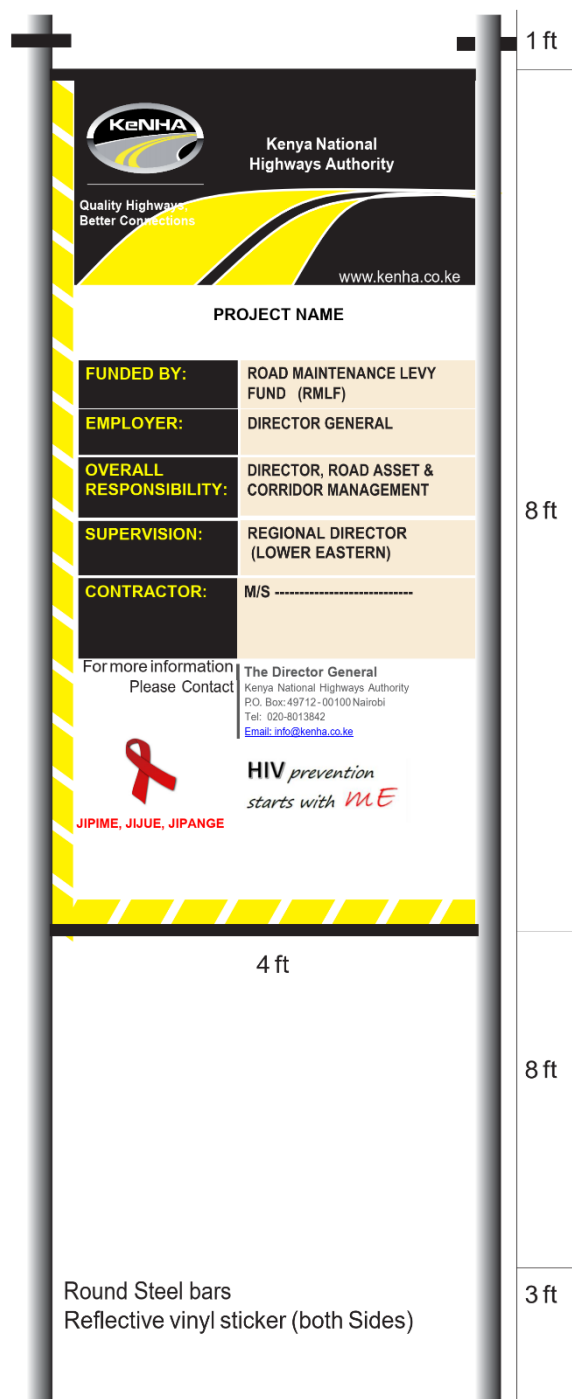 1 ft
KeNHA
Kenya National
Highways Authority
Quality Highways,
Better Connections
www.kenha.co.ke
PROJECT NAME
FUNDED BY:
ROAD MAINTENANCE LEVY
FUND (RMLF)
EMPLOYER:
DIRECTOR GENERAL
OVERALL
RESPONSIBILITY:
DIRECTOR, ROAD ASSET &
CORRIDOR MANAGEMENT
8 ft
SUPERVISION:
REGIONAL DIRECTOR
(LOWER EASTERN)
CONTRACTOR:
M/S ----------------------------
For more information
Please Contact
The Director General
Kenya National Highways Authority
P.O. Box: 49712 - 00100 Nairobi
Tel: 020-8013842
Email: info@kenha.co.ke
HIV prevention
starts with ME
JIPIME, JIJUE, JIPANGE
4 ft
8 ft
Round Steel bars
Reflective vinyl sticker (both Sides)
3 ft